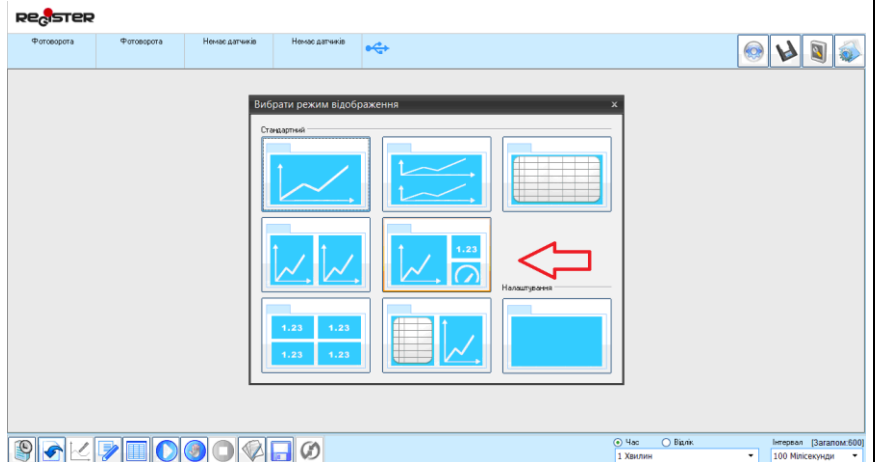 ReGISTER
Фотоворота Фотоворота Немає датчиків Немає датчиків
Вибрати режим відображення x
Стандартний
1.23
Налаштування
1.23 1.23
1.23 1.23
Час Відлік Інтервал [Загалом:600]
1 Хвилин 100 Мілісекунди